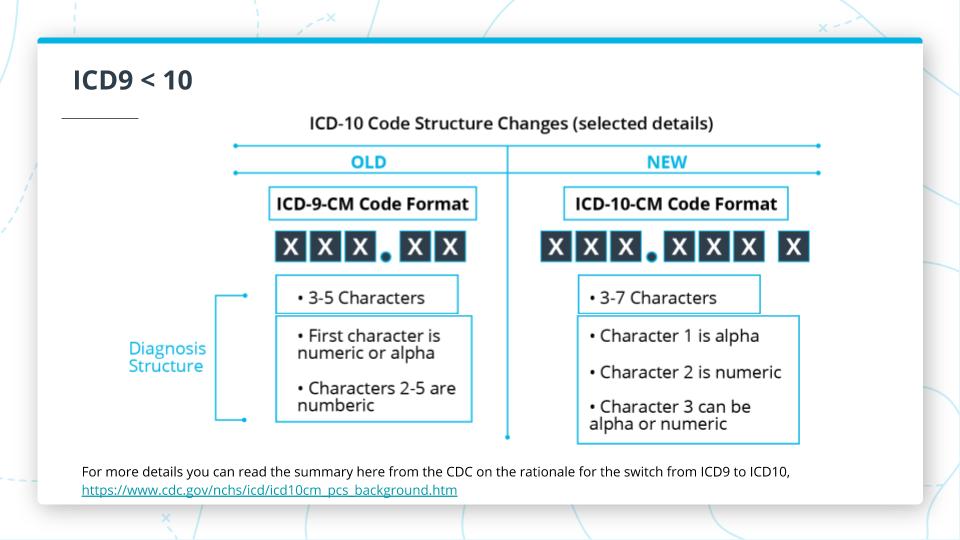 ICD9 < 10
ICD-10 Code Structure Changes (selected details)
OLD
NEW
ICD-9-CM Code Format
ICD-10-CM Code Format
X X X . X X
X X X . X X X X
Diagnosis
Structure
• 3-5 Characters
• First character is
numeric or alpha
• Characters 2-5 are
numberic
• 3-7 Characters
• Character 1 is alpha
• Character 2 is numeric
• Character 3 can be
alpha or numeric
For more details you can read the summary here from the CDC on the rationale for the switch from ICD9 to ICD10,
https://www.cdc.gov/nchs/icd/icd10cm_pcs_background.htm